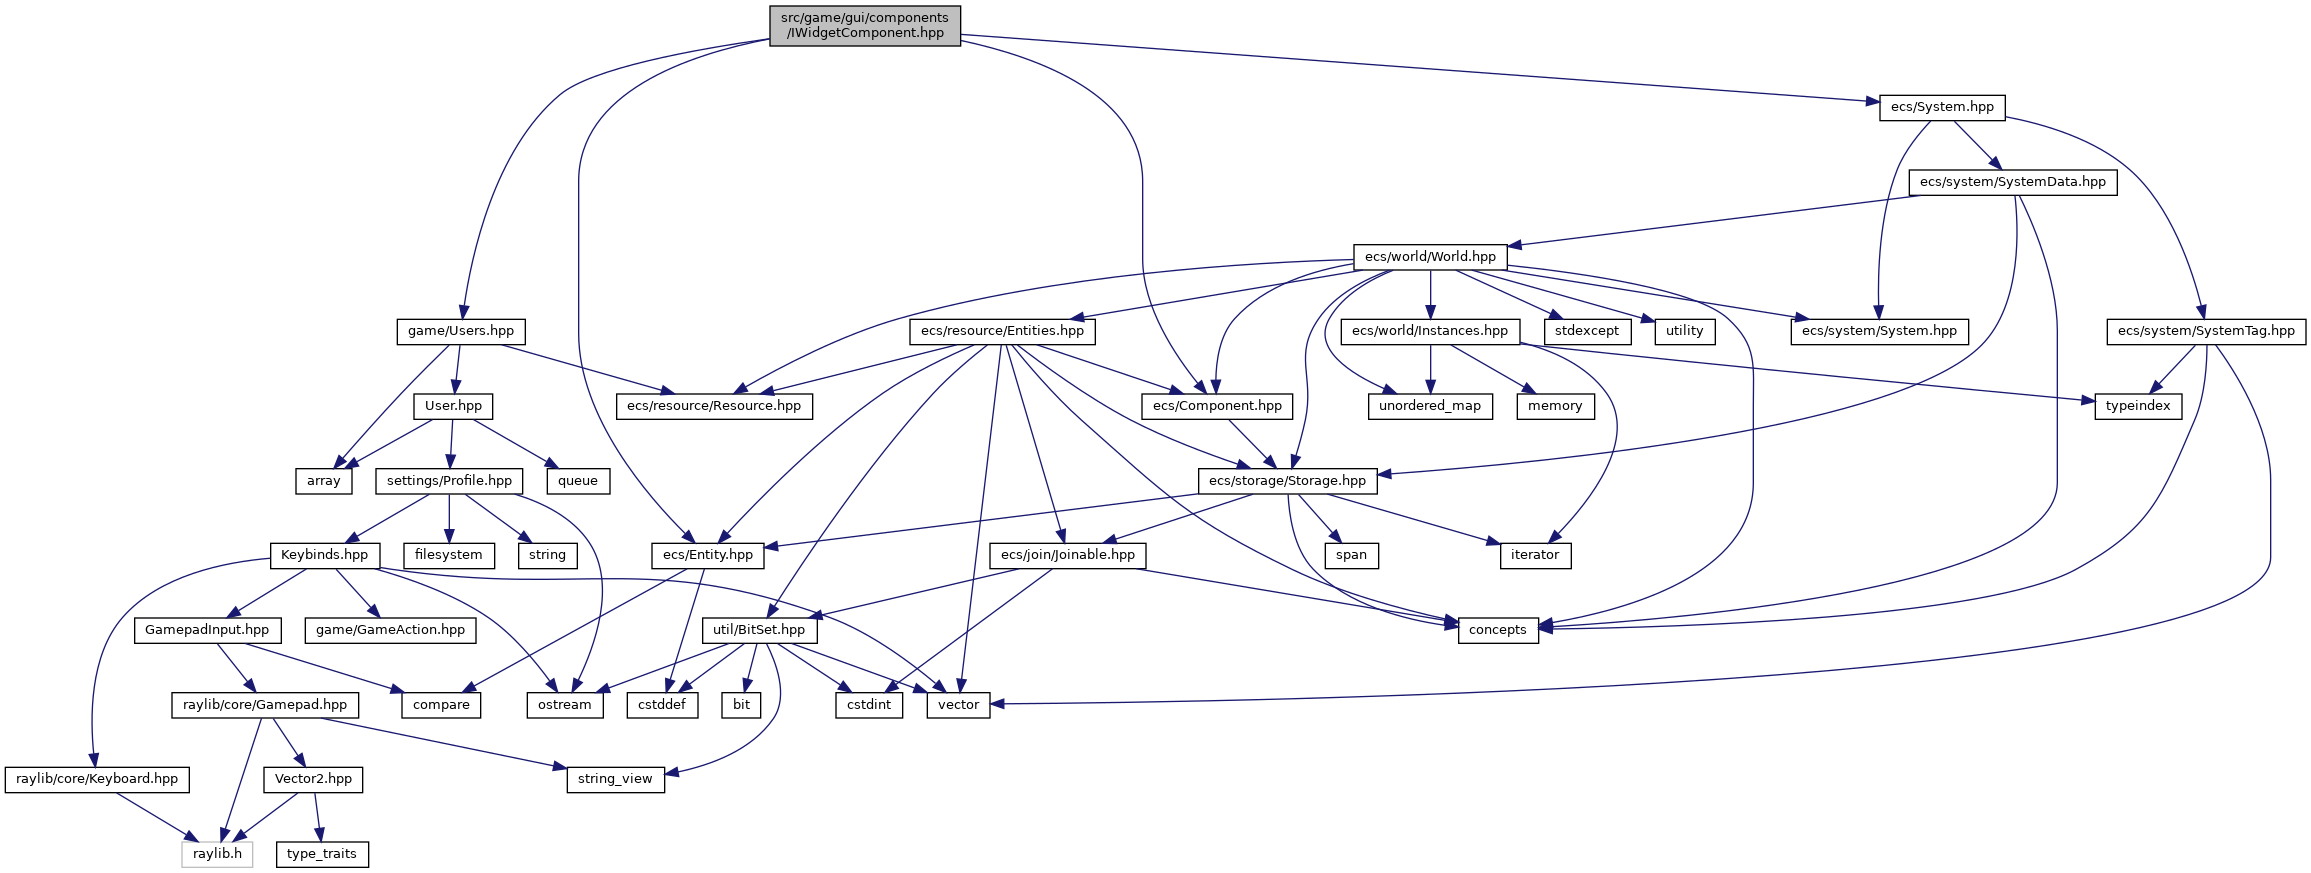 src/game/gui/components
/IWidgetComponent.hpp
ecs/System.hpp
ecs/system/SystemData.hpp
ecs/world/World.hpp
game/Users.hpp
ecs/resource/Entities.hpp
ecs/world/Instances.hpp
stdexcept
utility
ecs/system/System.hpp
ecs/system/SystemTag.hpp
User.hpp
ecs/resource/Resource.hpp
ecs/Component.hpp
unordered_map
memory
typeindex
array
settings/Profile.hpp
queue
ecs/storage/Storage.hpp
Keybinds.hpp
filesystem
string
ecs/Entity.hpp
ecs/join/Joinable.hpp
span
iterator
GamepadInput.hpp
game/GameAction.hpp
util/BitSet.hpp
concepts
raylib/core/Gamepad.hpp
compare
ostream
cstddef
bit
cstdint
vector
raylib/core/Keyboard.hpp
Vector2.hpp
string_view
raylib.h
type_traits